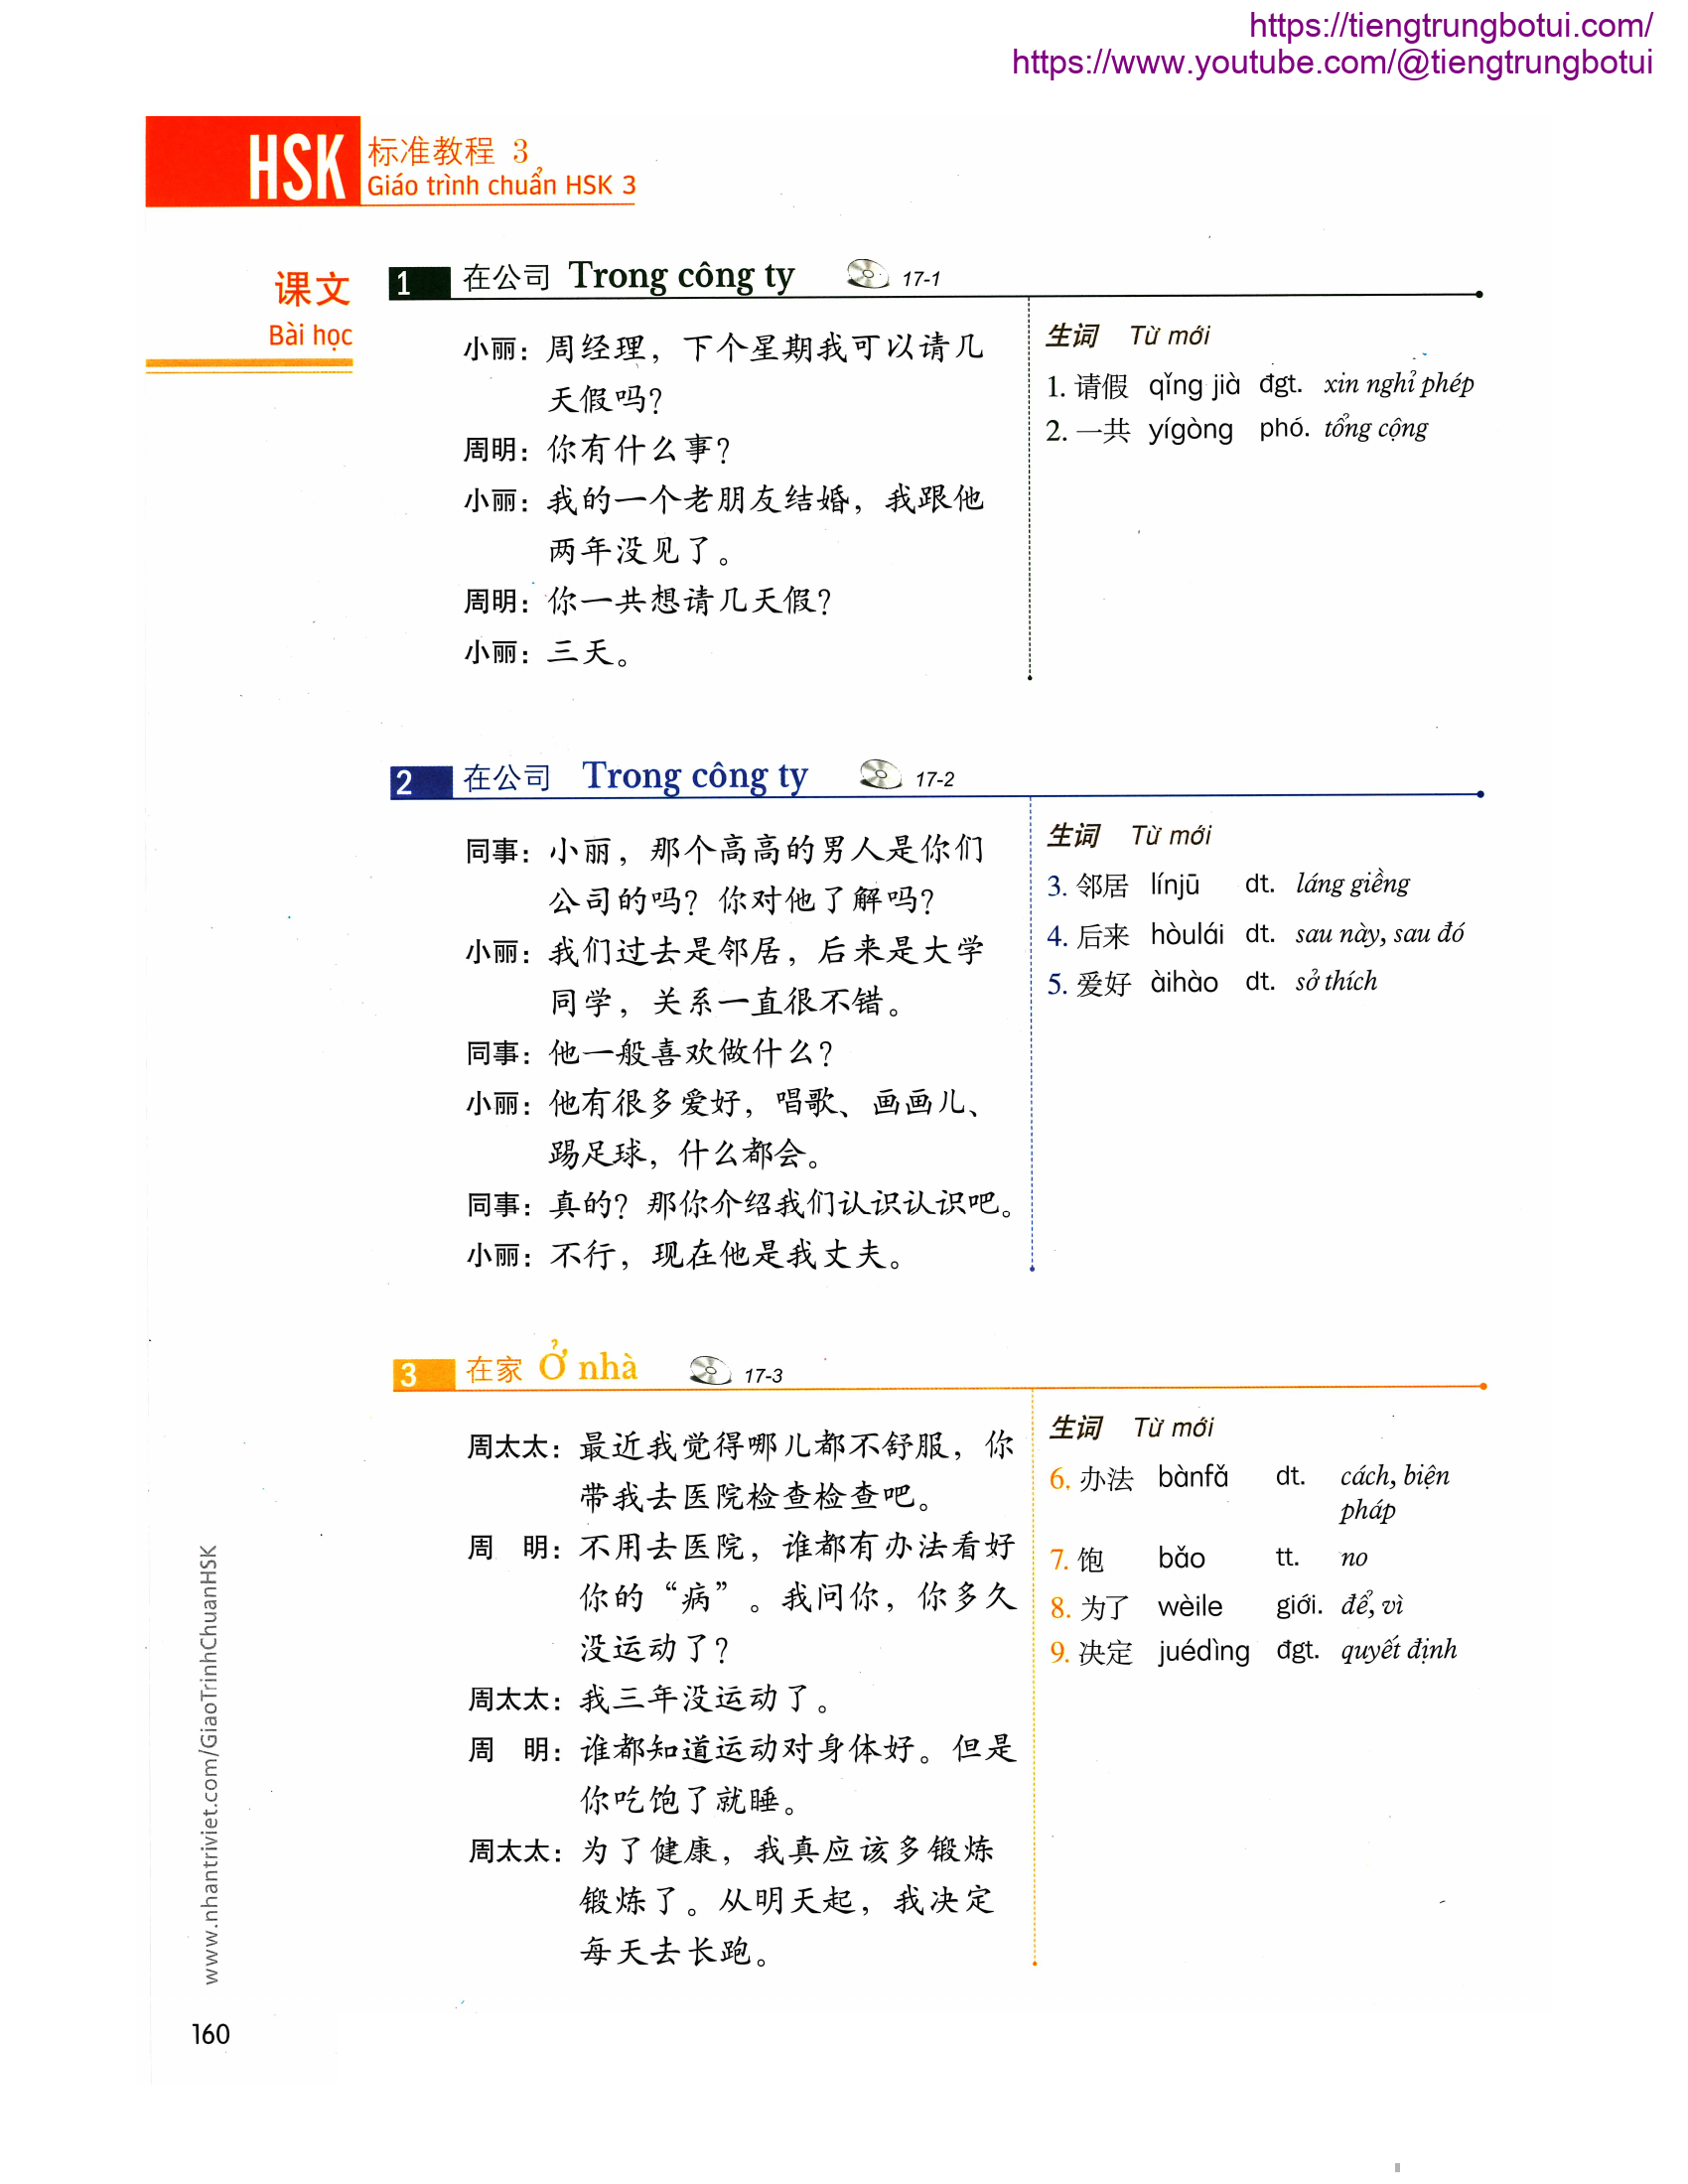 https://tiengtrungbotui.com/
https://www.youtube.com/@tiengtrungbotui
HSK 标准教程 3
Giáo trình chuẩn HSK 3
课文
Bài học
1 在公司 Trong công ty 17-1
小丽：周经理，下个星期我可以请几
天假吗？
周明：你有什么事？
小丽：我的一个老朋友结婚，我跟他
两年没见了。
周明：你一共想请几天假？
小丽：三天。
生词 Từ mới
1. 请假 qǐng jià đgt. xin nghỉ phép
2. 一共 yígòng phó. tổng cộng
2 在公司 Trong công ty 17-2
同事：小丽，那个高高的男人是你们
公司的吗？你对他了解吗？
小丽：我们过去是邻居，后来是大学
同学，关系一直很不错。
同事：他一般喜欢做什么？
小丽：他有很多爱好，唱歌、画画儿、
踢足球，什么都会。
同事：真的？那你介绍我们认识认识吧。
小丽：不行，现在他是我丈夫。
生词 Từ mới
3. 邻居 línjū dt. láng giềng
4. 后来 hòulái dt. sau này, sau đó
5. 爱好 àihào dt. sở thích
3 在家 Ở nhà 17-3
周太太：最近我觉得哪儿都不舒服，你
带我去医院检查检查吧。
周 明：不用去医院，谁都有办法看好
你的“病”。我问你，你多久
没运动了？
周太太：我三年没运动了。
周 明：谁都知道运动对身体好。但是
你吃饱了就睡。
周太太：为了健康，我真应该多锻炼
锻炼了。从明天起，我决定
每天去长跑。
生词 Từ mới
6. 办法 bànfǎ dt. cách, biện
pháp
7. 饱 bǎo tt. no
8. 为了 wèile giới. để, vì
9. 决定 juédìng đgt. quyết định
www.nhantriviet.com/GiaoTrinhChuanHSK
160